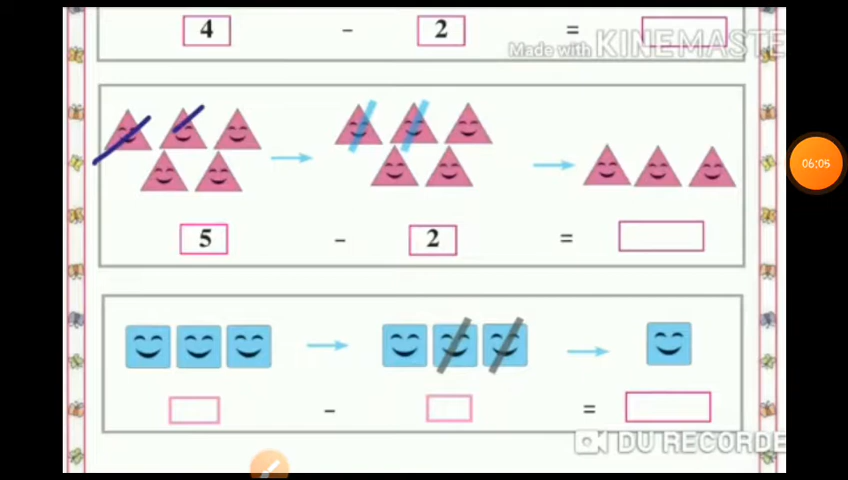 4 - 2 =
Made with KINEMASTE
06:05
5 - 2 =
- =
DU RECORDE